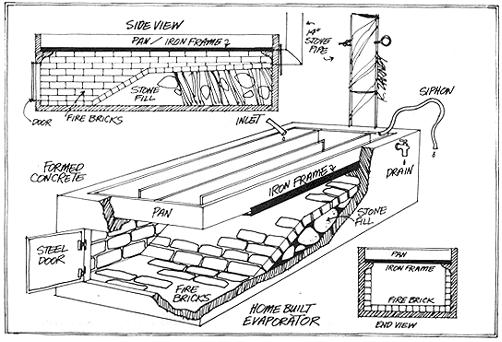 SIDE VIEW
PAN / IRON FRAME
STONE
FILL
DOOR
FIRE BRICKS
14"
STOVE
PIPE
SIPHON
INLET
FORMED
CONCRETE
IRON FRAME
DRAIN
PAN
STONE
FILL
STEEL
DOOR
FIRE
BRICKS
HOME BUILT
EVAPORATOR
PAN
IRON FRAME
FIRE BRICK
END VIEW